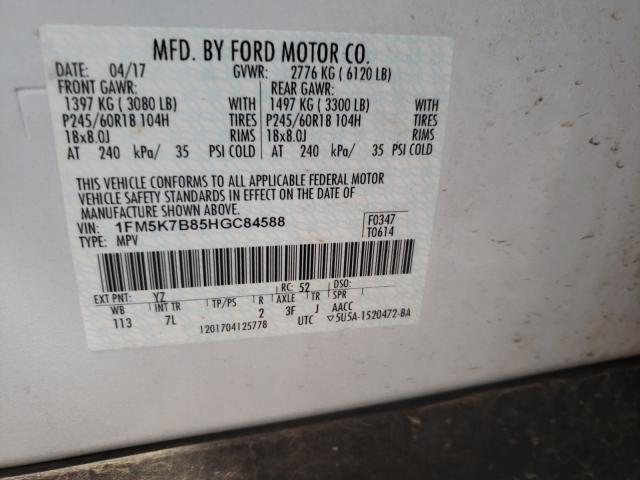 MFD. BY FORD MOTOR CO.
DATE: 04/17 GVWR: 2776 KG ( 6120 LB)
FRONT GAWR: REAR GAWR:
1397 KG ( 3080 LB) WITH 1497 KG ( 3300 LB) WITH
P245/60R18 104H TIRES P245/60R18 104H TIRES
18x8.0J RIMS 18x8.0J RIMS
AT 240 kPa/ 35 PSI COLD AT 240 kPa/ 35 PSI COLD
THIS VEHICLE CONFORMS TO ALL APPLICABLE FEDERAL MOTOR
VEHICLE SAFETY STANDARDS IN EFFECT ON THE DATE OF
MANUFACTURE SHOWN ABOVE.
VIN: 1FM5K7B85HGC84588 F0347
TYPE: MPV T0614
EXT PNT: YZ RC: 52 DSO:
WB INT TR TP/PS R AXLE TR SPR
113 7L 2 3F J AACC
1201704125778 UTC ▽5U5A-1520472-BA